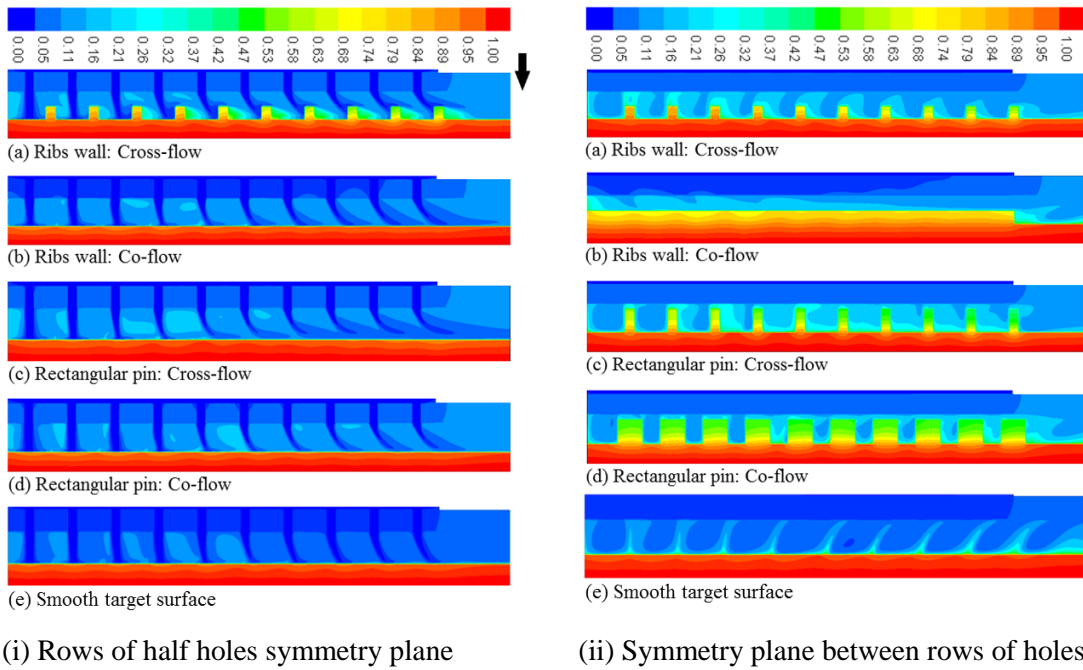 0.00 0.05 0.11 0.16 0.21 0.26 0.32 0.37 0.42 0.47 0.53 0.58 0.63 0.68 0.74 0.79 0.84 0.89 0.95 1.00
(a) Ribs wall: Cross-flow
(b) Ribs wall: Co-flow
(c) Rectangular pin: Cross-flow
(d) Rectangular pin: Co-flow
(e) Smooth target surface
(i) Rows of half holes symmetry plane
0.00 0.05 0.11 0.16 0.21 0.26 0.32 0.37 0.42 0.47 0.53 0.58 0.63 0.68 0.74 0.79 0.84 0.89 0.95 1.00
(a) Ribs wall: Cross-flow
(b) Ribs wall: Co-flow
(c) Rectangular pin: Cross-flow
(d) Rectangular pin: Co-flow
(e) Smooth target surface
(ii) Symmetry plane between rows of holes